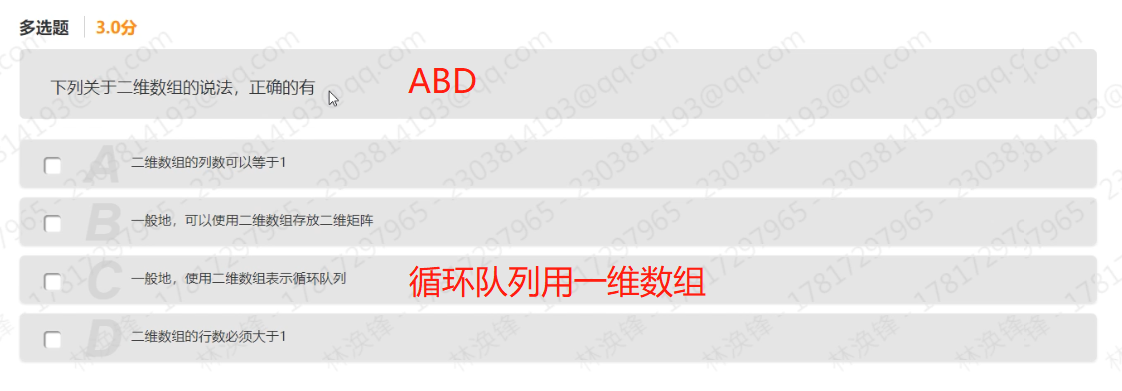 多选题 3.0分
下列关于二维数组的说法，正确的有 ABD
A 二维数组的列数可以等于1
B 一般地，可以使用二维数组存放二维矩阵
C 一般地，使用二维数组表示循环队列 循环队列用一维数组
D 二维数组的行数必须大于1
林涣锋 - 17817297965 - 2303814193@qq.com